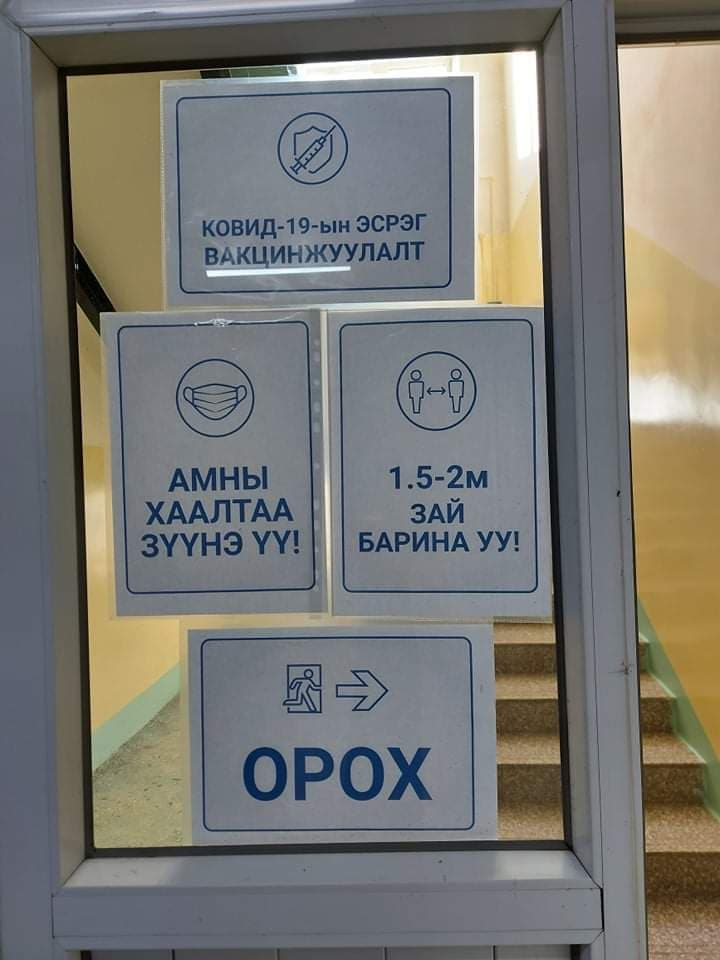 КОВИД-19-ын ЭСРЭГ
ВАКЦИНЖУУЛАЛТ
АМНЫ
ХААЛТАА
ЗҮҮНЭ ҮҮ!
1.5-2м
ЗАЙ
БАРИНА УУ!
ОРОХ